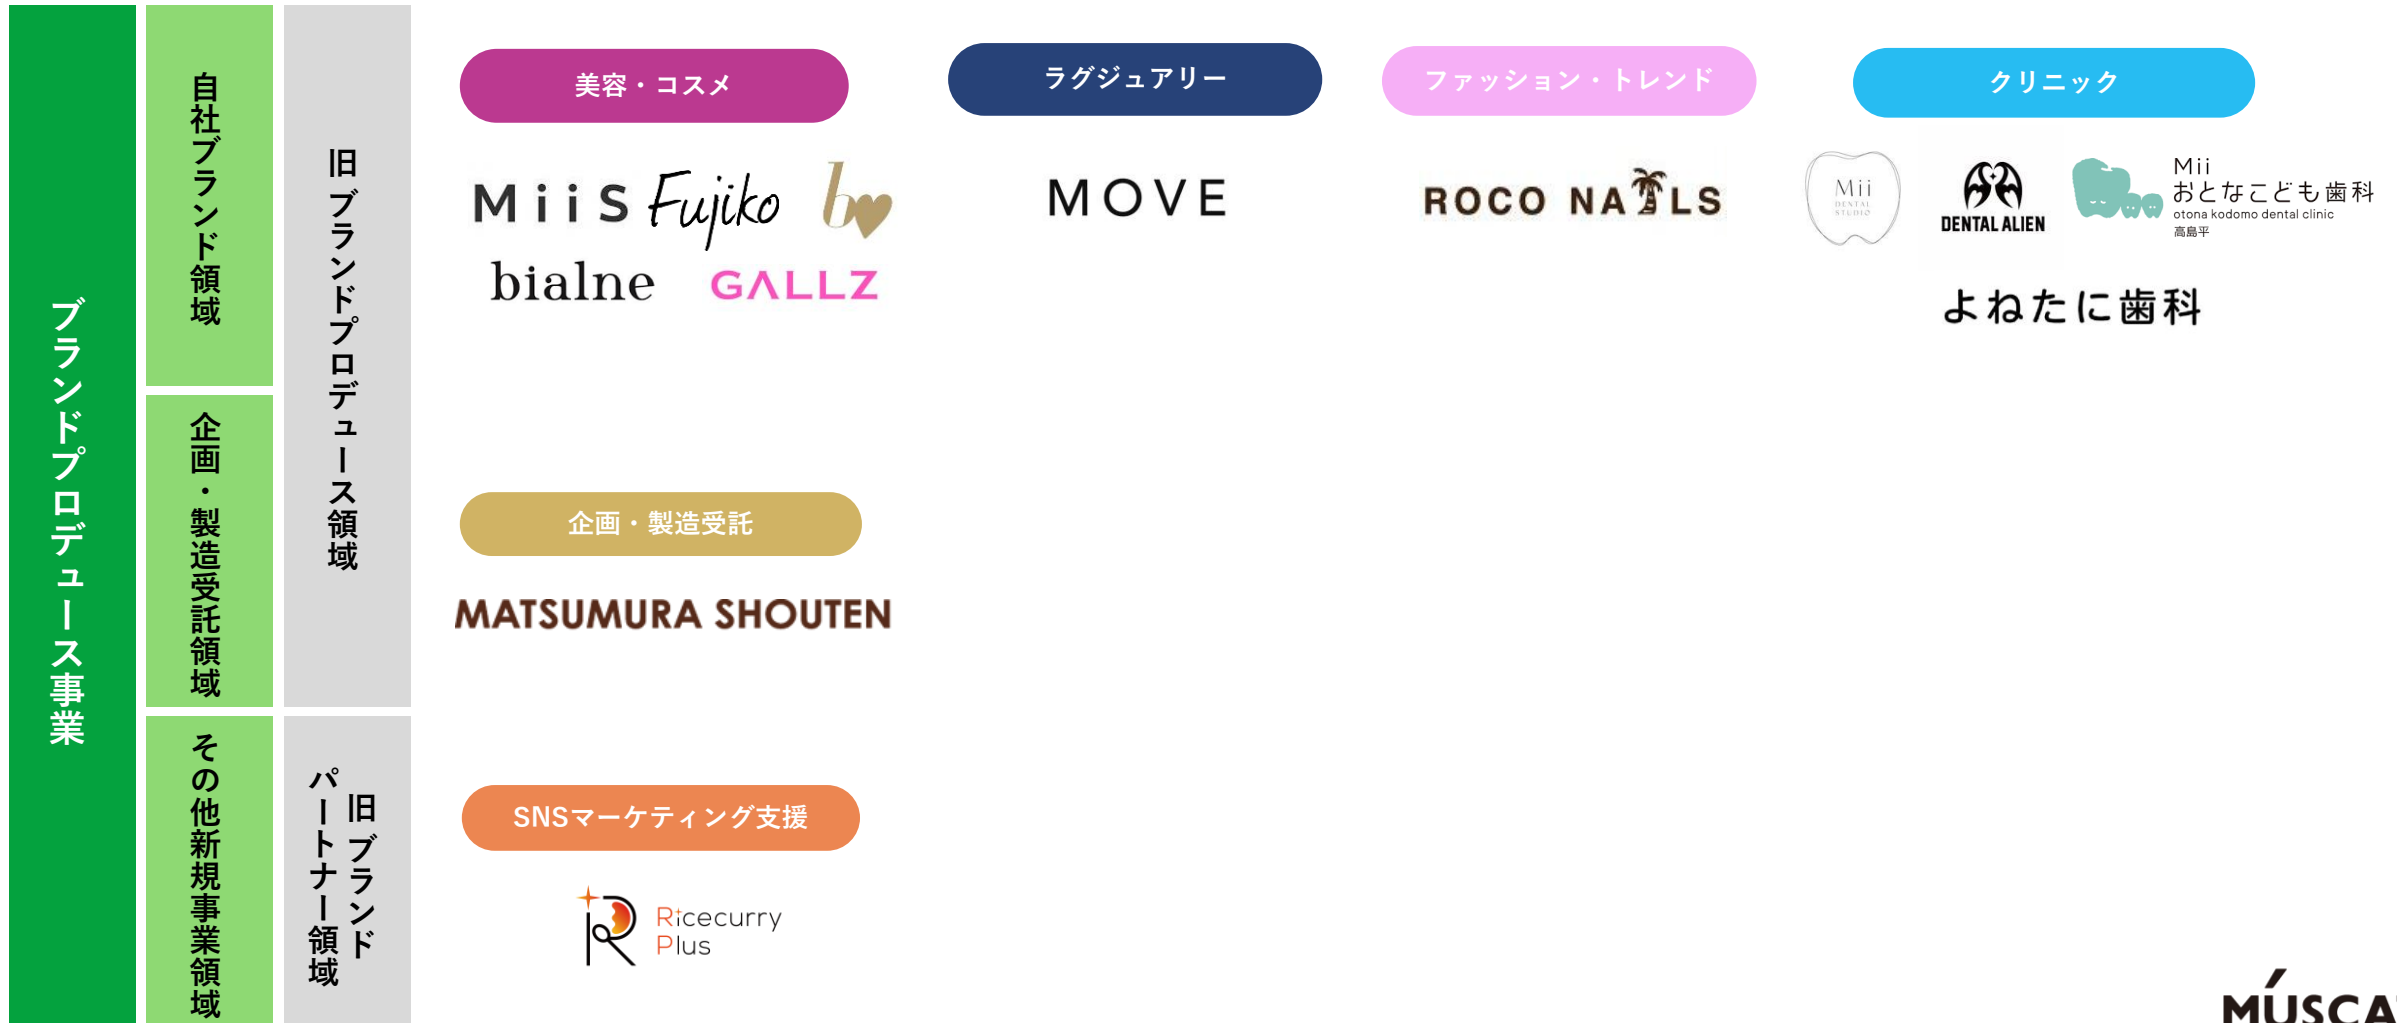 ブランドプロデュース事業
自社ブランド領域
企画・製造受託領域
その他新規事業領域
旧 ブランドプロデュース領域
旧 ブランド
パートナー領域
美容・コスメ
MiiS Fujiko b
bialne GALLZ
ラグジュアリー
MOVE
ファッション・トレンド
ROCO NAILS
クリニック
Mii
DENTAL
STUDIO
DENTAL ALIEN
Mii
おとなこども歯科
otona kodomo dental clinic
高島平
よねたに歯科
企画・製造受託
MATSUMURA SHOUTEN
SNSマーケティング支援
Ricecurry
Plus
MÚSCA